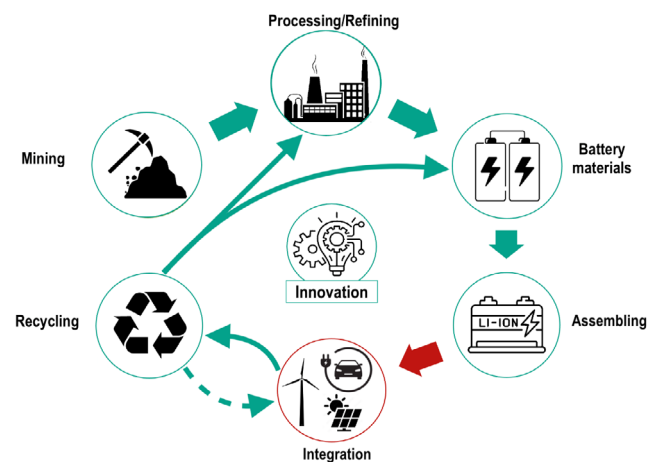 Processing/Refining
Mining
Battery
materials
Innovation
Recycling
LI-ION
Assembling
Integration